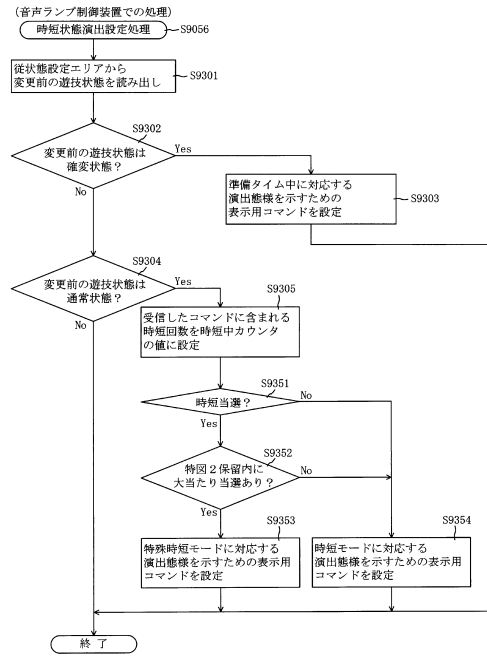 (音声ランプ制御装置での処理)
時短状態演出設定処理
S9056
従状態設定エリアから
変更前の遊技状態を読み出し
S9301
S9302
変更前の遊技状態は
確変状態？
Yes
No
準備タイム中に対応する
演出態様を示すための
表示用コマンドを設定
S9303
S9304
変更前の遊技状態は
通常状態？
Yes
No
S9305
受信したコマンドに含まれる
時短回数を時短中カウンタ
の値に設定
S9351
時短当選？
No
Yes
S9352
特図２保留内に
大当たり当選あり？
No
Yes
S9353
特殊時短モードに対応する
演出態様を示すための表示用
コマンドを設定
S9354
時短モードに対応する
演出態様を示すための表示用
コマンドを設定
終 了